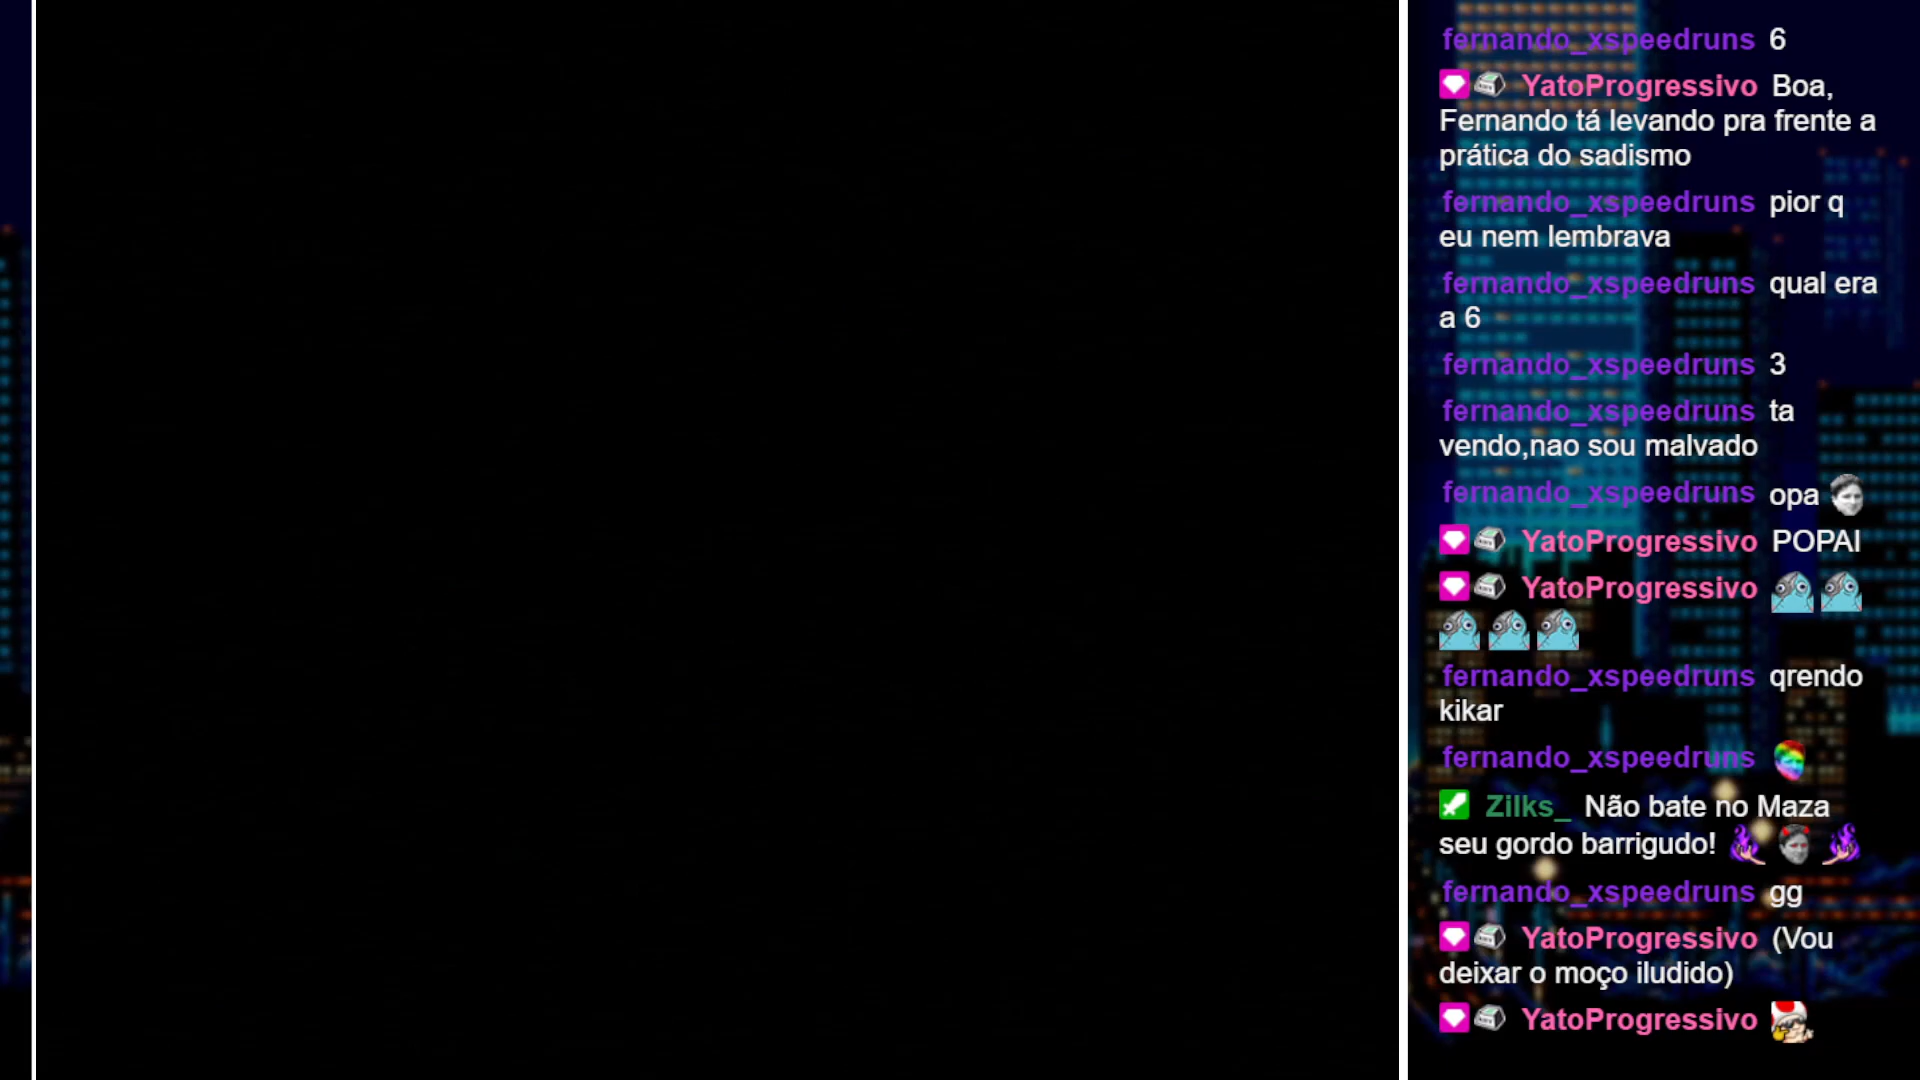 fernando_xspeedruns 6
YatoProgressivo Boa,
Fernando tá levando pra frente a
prática do sadismo
fernando_xspeedruns pior q
eu nem lembrava
fernando_xspeedruns qual era
a 6
fernando_xspeedruns 3
fernando_xspeedruns ta
vendo,nao sou malvado
fernando_xspeedruns opa
YatoProgressivo POPAI
YatoProgressivo
fernando_xspeedruns qrendo
kikar
fernando_xspeedruns
Zilks_ Não bate no Maza
seu gordo barrigudo!
fernando_xspeedruns gg
YatoProgressivo (Vou
deixar o moço iludido)
YatoProgressivo